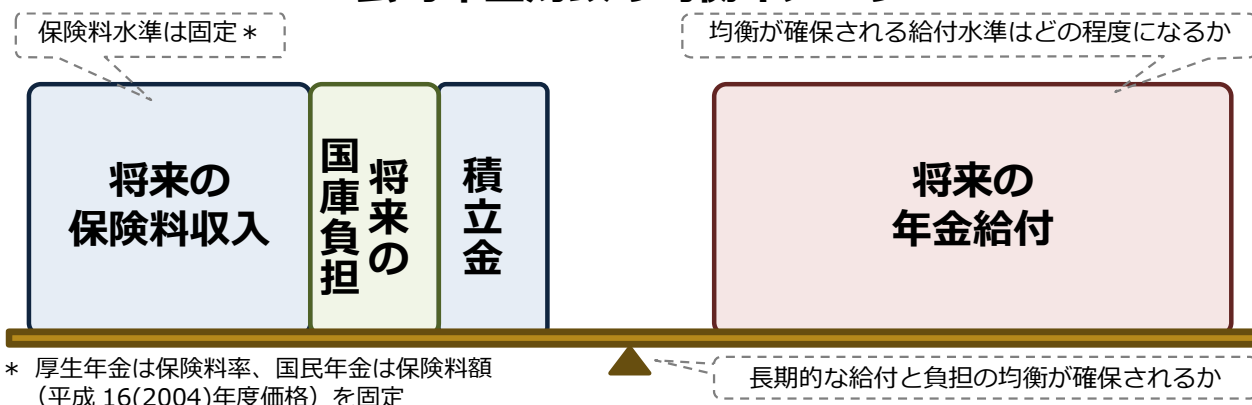 保険料水準は固定＊
均衡が確保される給付水準はどの程度になるか
将来の
保険料収入
将来の
国庫負担
積立金
将来の
年金給付
＊ 厚生年金は保険料率、国民年金は保険料額
（平成 16(2004)年度価格）を固定
長期的な給付と負担の均衡が確保されるか